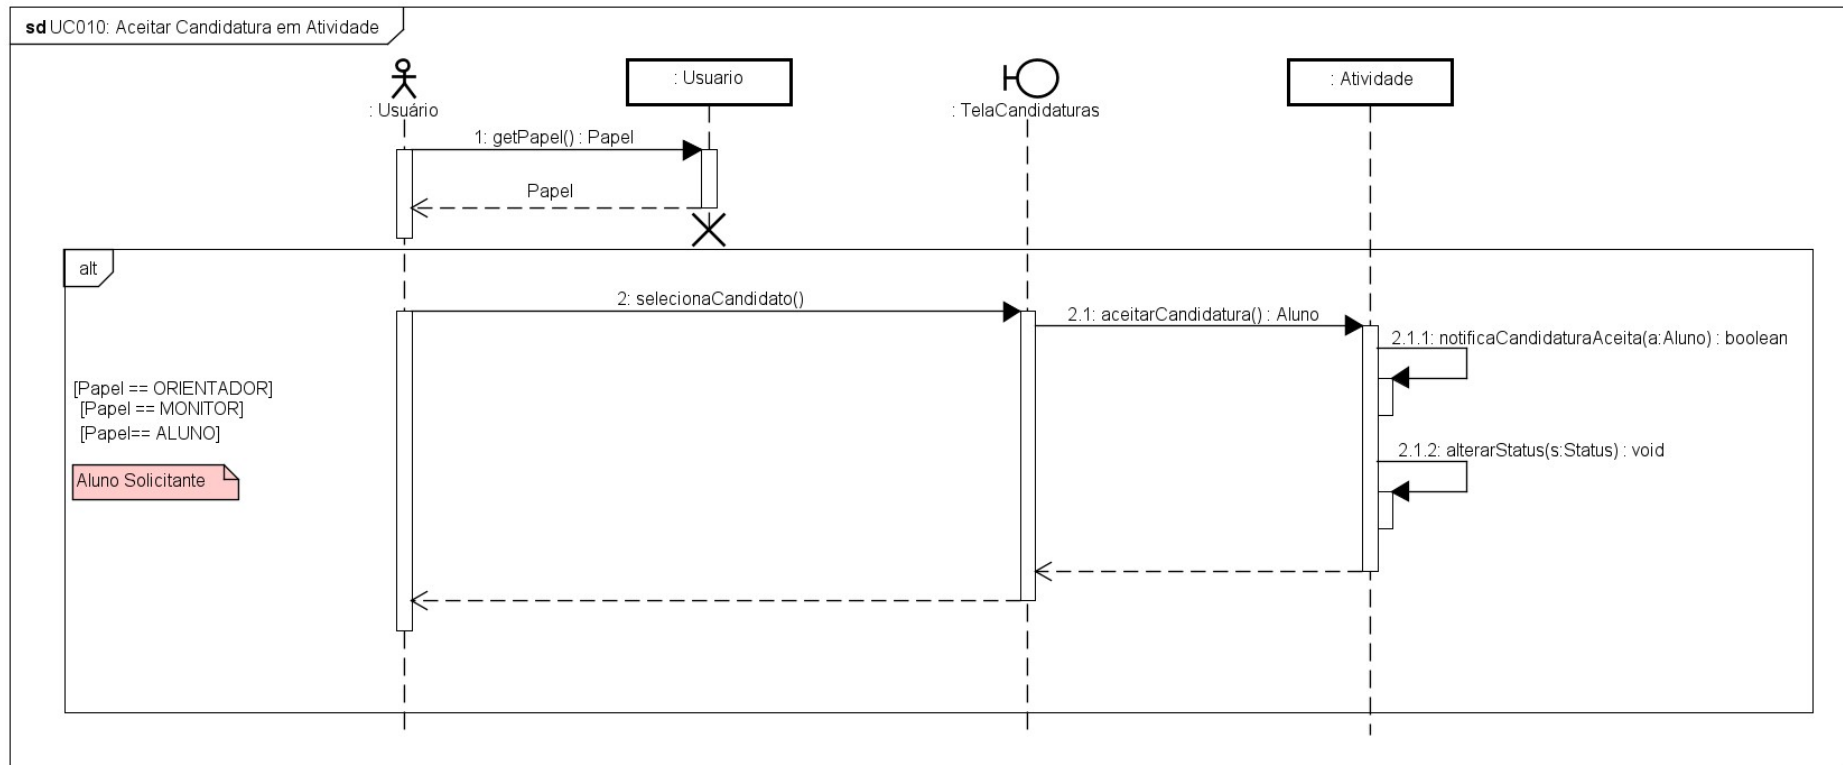 sd UC010: Aceitar Candidatura em Atividade
: Usuário
: Usuario
: TelaCandidaturas
: Atividade
1: getPapel() : Papel
Papel
alt
2: selecionaCandidato()
2.1: aceitarCandidatura() : Aluno
2.1.1: notificaCandidaturaAceita(a:Aluno) : boolean
[Papel == ORIENTADOR]
[Papel == MONITOR]
[Papel== ALUNO]
2.1.2: alterarStatus(s:Status) : void
Aluno Solicitante